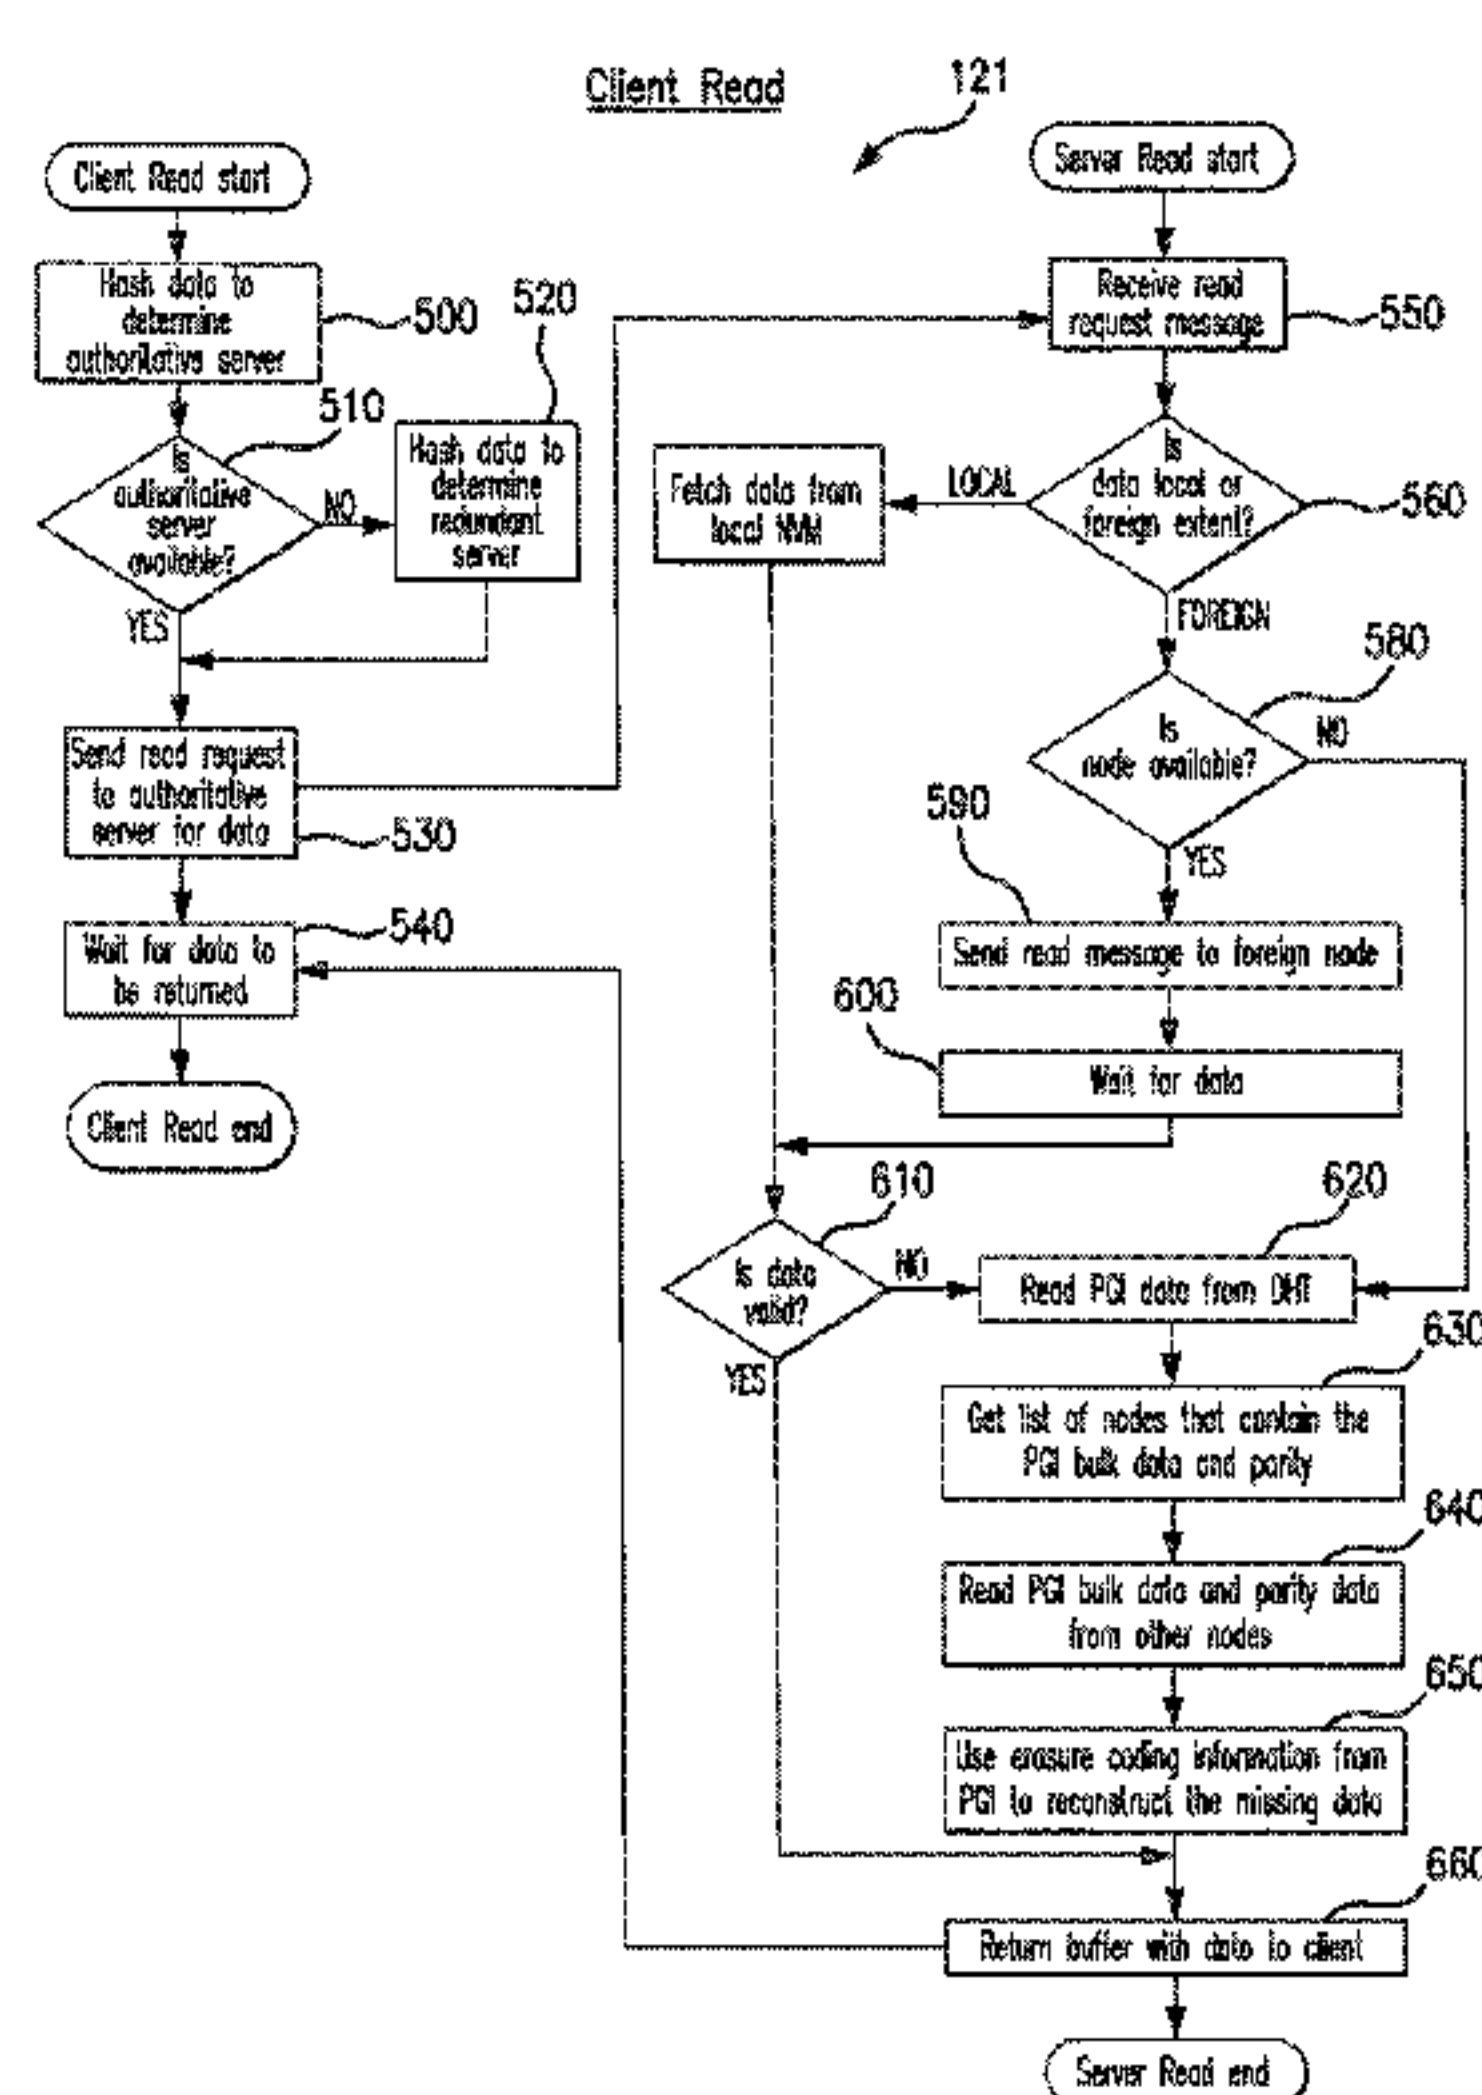 Client Read
121
Client Read start
Hash data to
determine
authoritative server
500
510
Is
authoritative
server
available?
NO
YES
520
Hash data to
determine
redundant
server
Send read request
to authoritative
server for data
530
Wait for data to
be returned
540
Client Read end
Server Read start
Receive read
request message
550
Is
data local or
foreign extent?
560
LOCAL
Fetch data from
local NVM
FOREIGN
580
Is
node available?
NO
YES
590
Send read message to foreign node
600
Wait for data
610
Is data
valid?
NO
YES
620
Read PGI data from DHT
630
Get list of nodes that contain the
PGI bulk data and parity
640
Read PGI bulk data and parity data
from other nodes
650
Use erasure coding information from
PGI to reconstruct the missing data
660
Return buffer with data to client
Server Read end